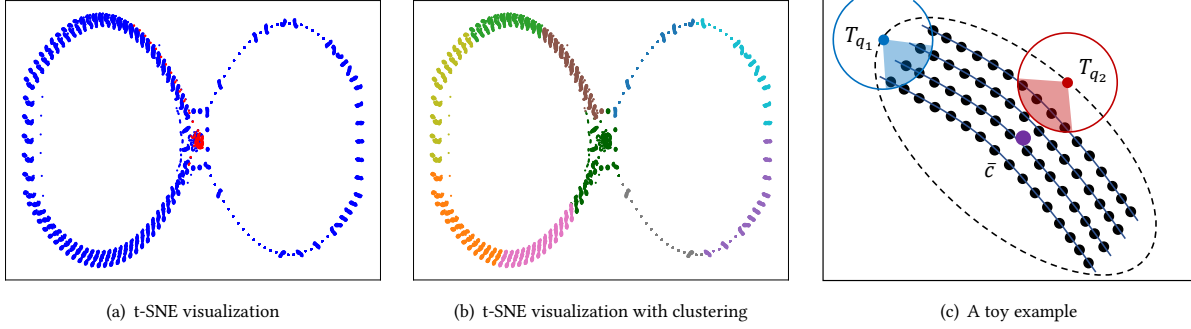 T_{q_1}
T_{q_2}
c̄
(a) t-SNE visualization
(b) t-SNE visualization with clustering
(c) A toy example